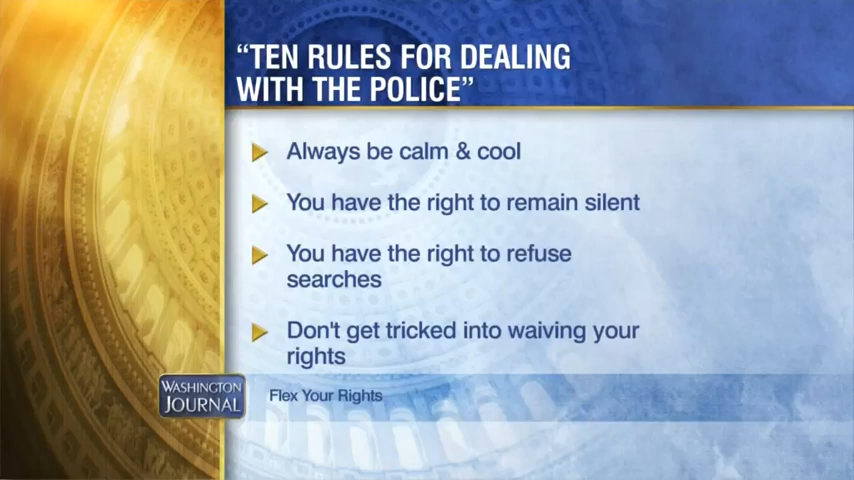 “TEN RULES FOR DEALING
WITH THE POLICE”
Always be calm & cool
You have the right to remain silent
You have the right to refuse
searches
Don't get tricked into waiving your
rights
WASHINGTON
JOURNAL
Flex Your Rights